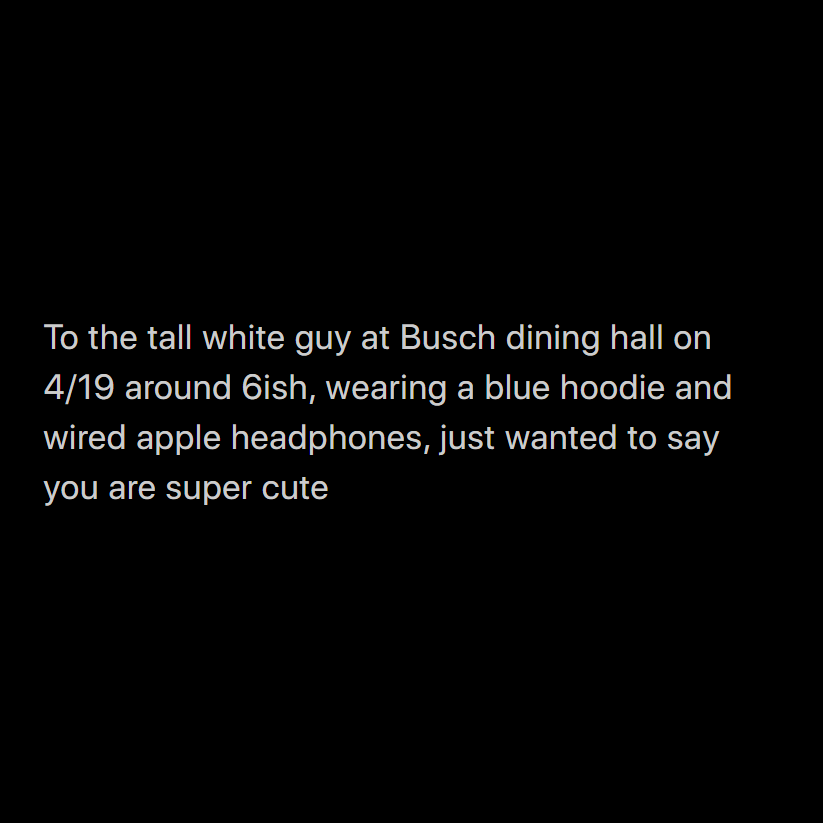 To the tall white guy at Busch dining hall on
4/19 around 6ish, wearing a blue hoodie and
wired apple headphones, just wanted to say
you are super cute